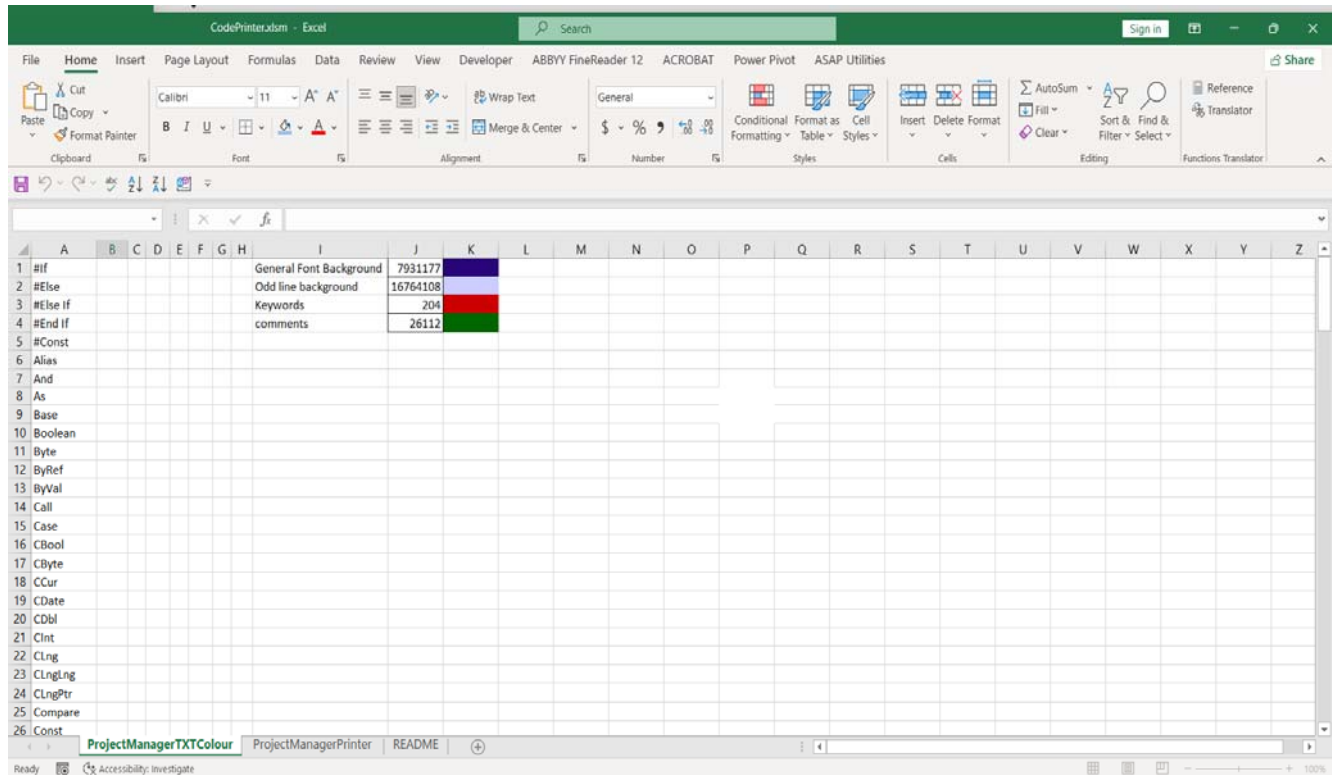 CodePrinter.xlsm - Excel
Search
Sign in
File Home Insert Page Layout Formulas Data Review View Developer ABBYY FineReader 12 ACROBAT Power Pivot ASAP Utilities Share
Paste
Cut
Copy
Format Painter
Clipboard
Calibri 11 A A
B I U A
Font
Wrap Text
Merge & Center
Alignment
General
$ % 9
Number
Conditional Formatting
Format as Table
Cell Styles
Styles
Insert Delete Format
Cells
AutoSum
Fill
Clear
Sort & Filter
Find & Select
Editing
Reference
Translator
Functions Translator
fx
A B C D E F G H I J K L M N O P Q R S T U V W X Y Z
1 #If General Font Background 7931177
2 #Else Odd line background 16764108
3 #Else If Keywords 204
4 #End If comments 26112
5 #Const
6 Alias
7 And
8 As
9 Base
10 Boolean
11 Byte
12 ByRef
13 ByVal
14 Call
15 Case
16 CBool
17 CByte
18 CCur
19 CDate
20 CDbl
21 CInt
22 CLng
23 CLngLng
24 CLngPtr
25 Compare
26 Const
ProjectManagerTXTColour ProjectManagerPrinter README
Ready Accessibility: Investigate 100%